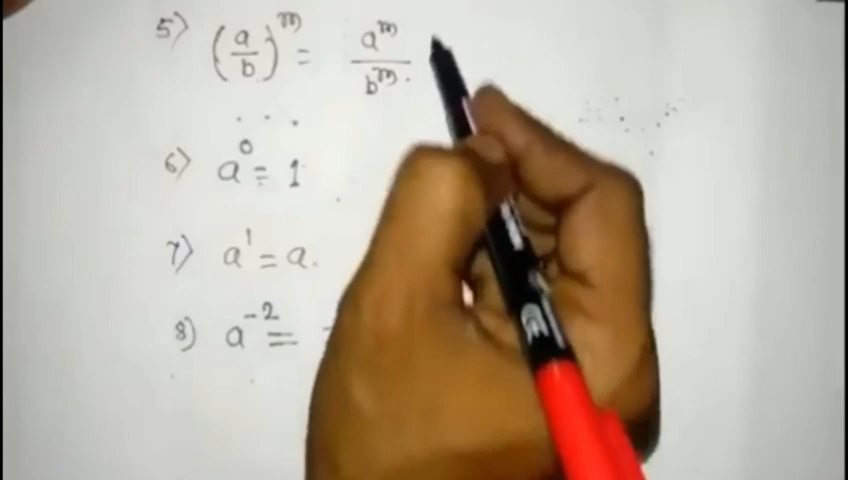 5) (a/b)^m = a^m/b^m.
6) a^0 = 1
7) a^1 = a.
8) a^-2 =